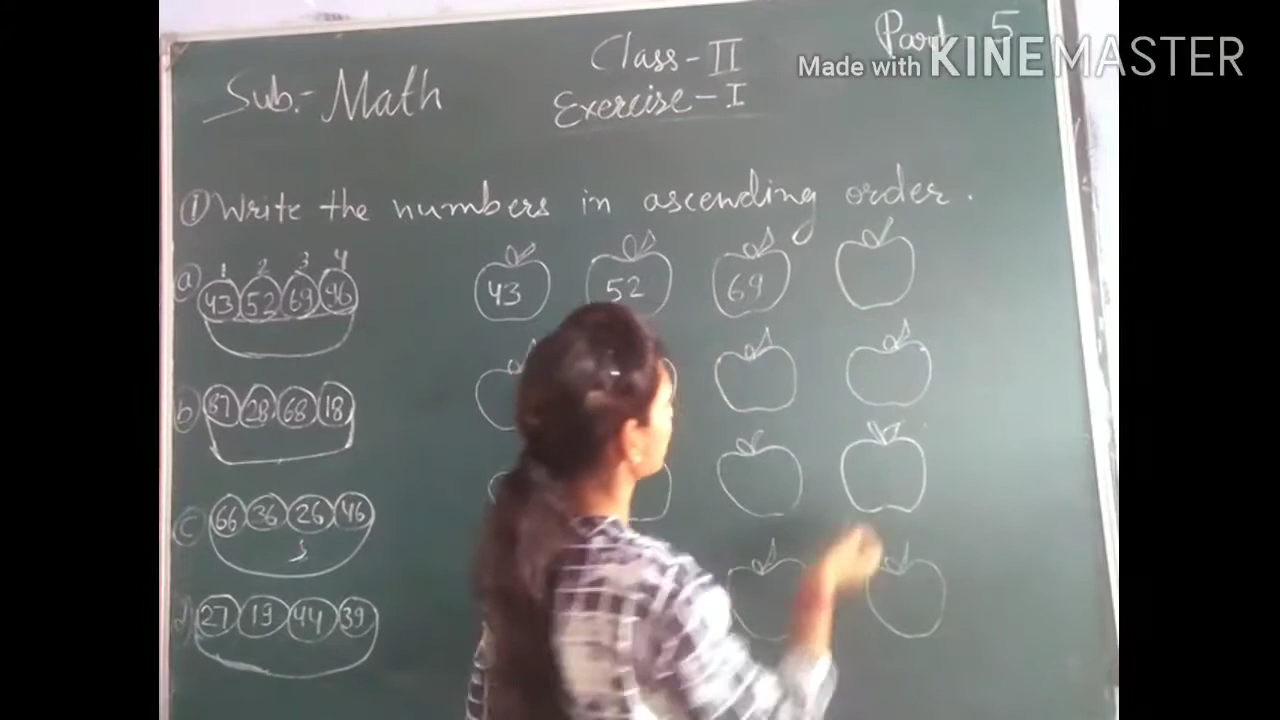 Part 5
Made with KINEMASTER
Class-II
Sub.- Math
Exercise-I
① Write the numbers in ascending order.
a 1 2 3 4
43 52 69 96 43 52 69
b 87 28 68 18
c 66 36 26 46
d 27 19 44 39